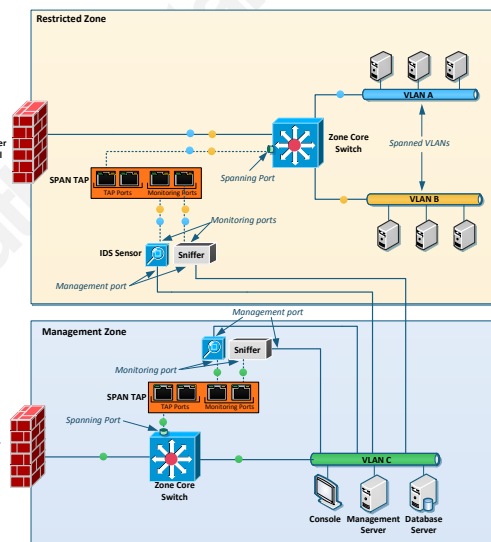 Restricted Zone
VLAN A
Zone Core
Switch
Spanned VLANs
Spanning Port
SPAN TAP
TAP Ports
Monitoring Ports
VLAN B
Monitoring ports
IDS Sensor
Sniffer
Management port
Management Zone
Management port
Sniffer
Monitoring port
SPAN TAP
TAP Ports
Monitoring Ports
Spanning Port
VLAN C
Zone Core
Switch
Console
Management
Server
Database
Server